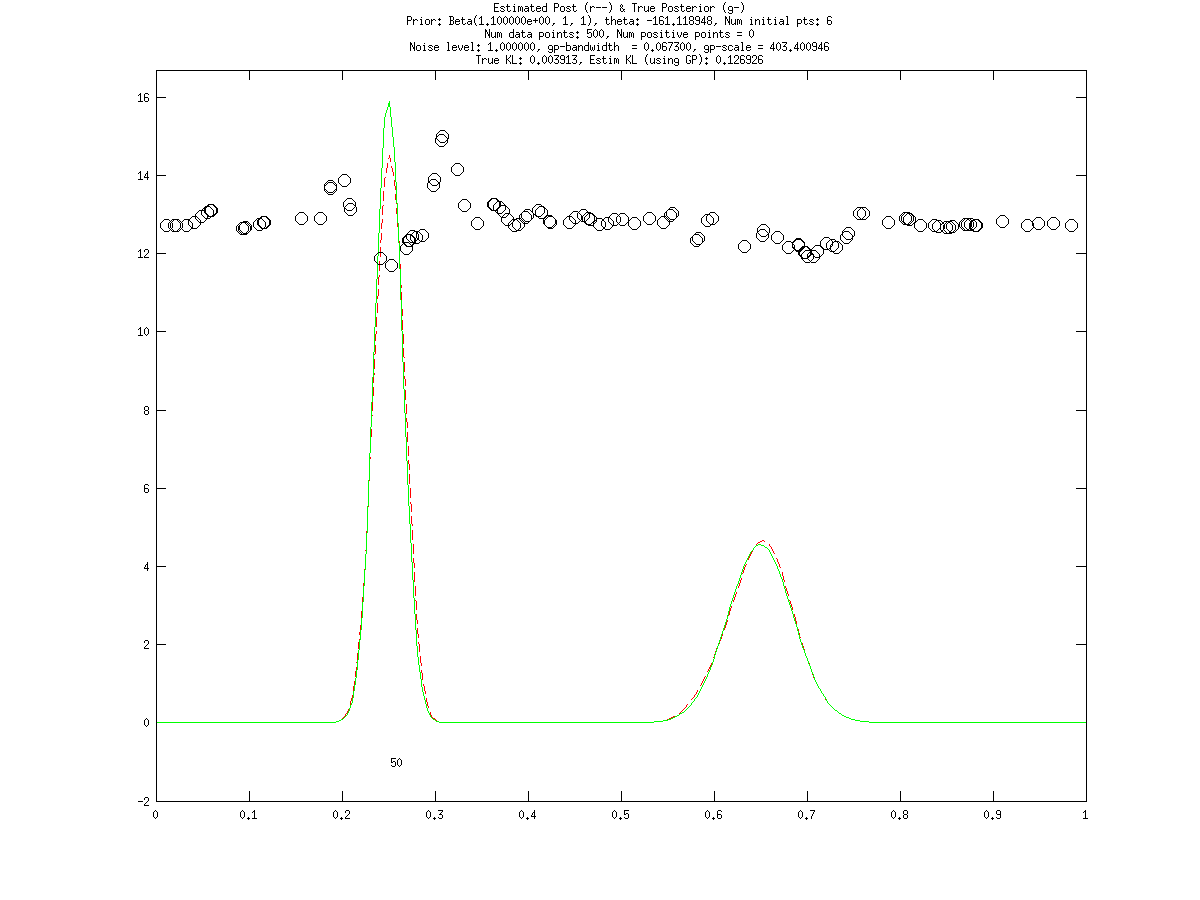 Estimated Post (r--) & True Posterior (g-)
Prior: Beta(1.100000e+00, 1, 1), theta: -161.118948, Num initial pts: 6
Num data points: 500, Num positive points = 0
Noise level: 1.000000, gp-bandwidth = 0.067300, gp-scale = 403.400946
True KL: 0.003913, Estim KL (using GP): 0.126926
16
14
12
10
8
6
4
2
0
50
-2
0 0.1 0.2 0.3 0.4 0.5 0.6 0.7 0.8 0.9 1